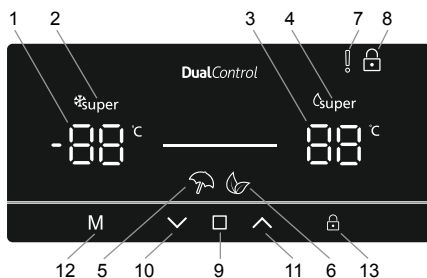 1 2 3 4 7 8
DualControl
super super
-88 °C 88 °C
M
12 5 10 9 11 6 13